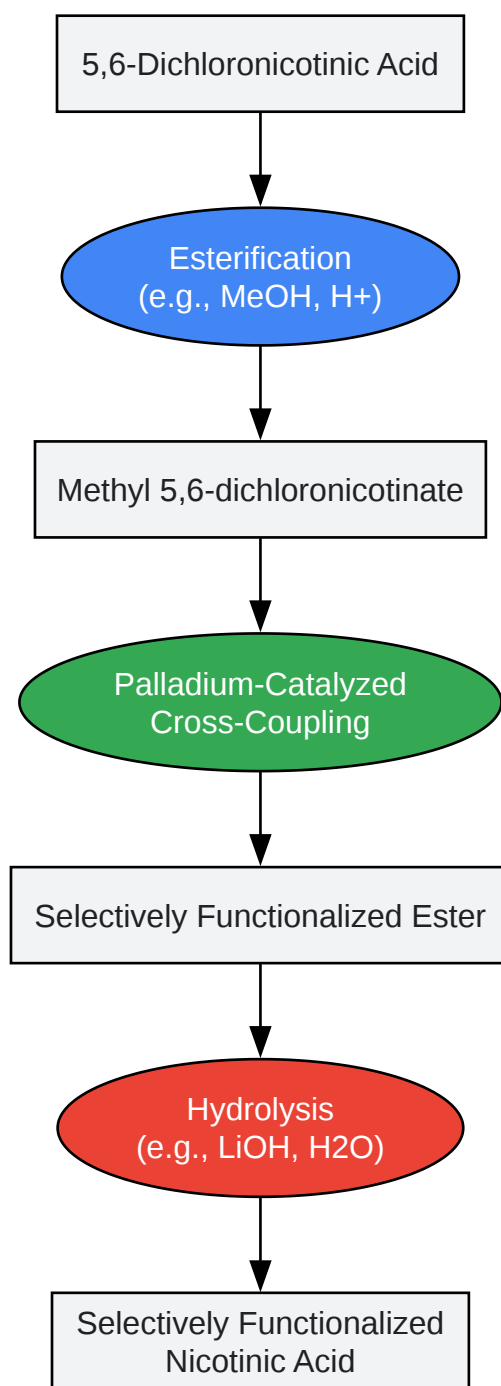 5,6-Dichloronicotinic Acid
Esterification
(e.g., MeOH, H+)
Methyl 5,6-dichloronicotinate
Palladium-Catalyzed
Cross-Coupling
Selectively Functionalized Ester
Hydrolysis
(e.g., LiOH, H2O)
Selectively Functionalized
Nicotinic Acid